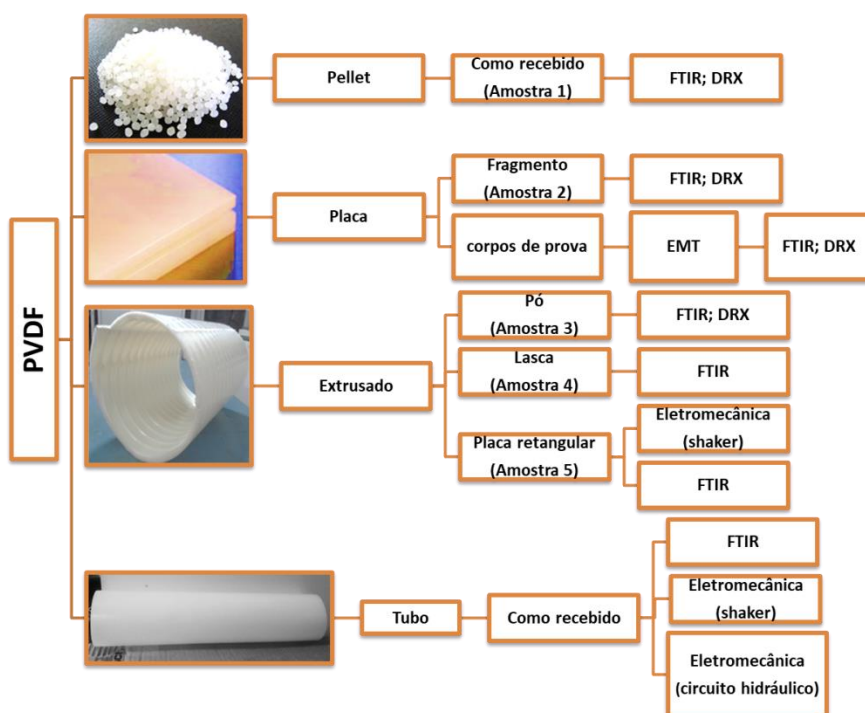 PVDF
Pellet
Como recebido
(Amostra 1)
FTIR; DRX
Placa
Fragmento
(Amostra 2)
FTIR; DRX
corpos de prova
EMT
FTIR; DRX
Extrusado
Pó
(Amostra 3)
FTIR; DRX
Lasca
(Amostra 4)
FTIR
Placa retangular
(Amostra 5)
Eletromecânica
(shaker)
FTIR
Tubo
Como recebido
FTIR
Eletromecânica
(shaker)
Eletromecânica
(circuito hidráulico)